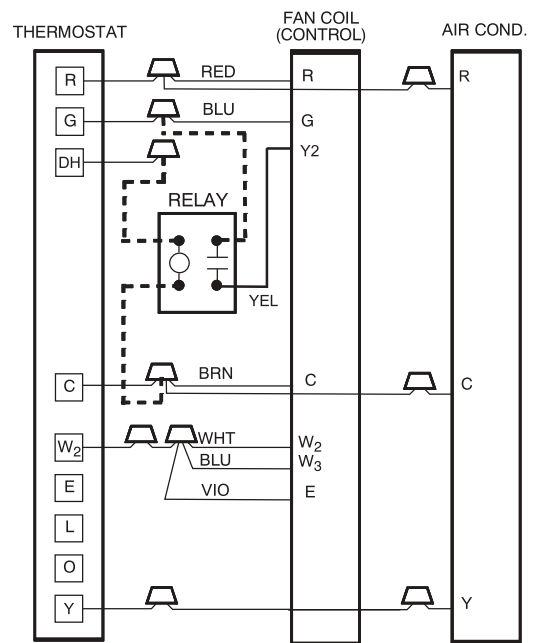 THERMOSTAT
FAN COIL
(CONTROL)
AIR COND.
R
RED
R
R
G
BLU
G
DH
Y2
RELAY
YEL
C
BRN
C
C
W2
WHT
W2
BLU
W3
E
VIO
E
L
O
Y
Y